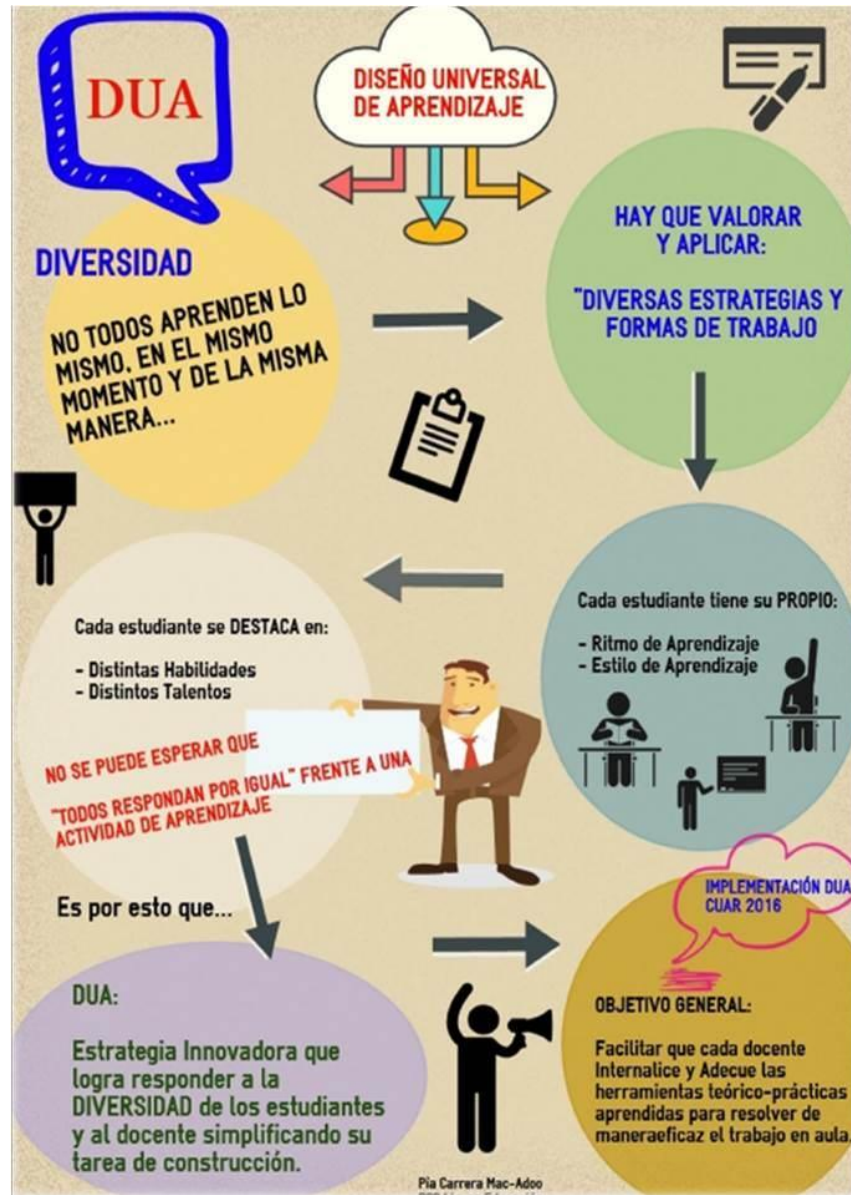 DUA
DISEÑO UNIVERSAL
DE APRENDIZAJE
DIVERSIDAD
NO TODOS APRENDEN LO
MISMO, EN EL MISMO
MOMENTO Y DE LA MISMA
MANERA...
HAY QUE VALORAR
Y APLICAR:
"DIVERSAS ESTRATEGIAS Y
FORMAS DE TRABAJO
Cada estudiante tiene su PROPIO:
- Ritmo de Aprendizaje
- Estilo de Aprendizaje
Cada estudiante se DESTACA en:
- Distintas Habilidades
- Distintos Talentos
NO SE PUEDE ESPERAR QUE
"TODOS RESPONDAN POR IGUAL" FRENTE A UNA
ACTIVIDAD DE APRENDIZAJE
Es por esto que...
DUA:
Estrategia Innovadora que
logra responder a la
DIVERSIDAD de los estudiantes
y al docente simplificando su
tarea de construcción.
IMPLEMENTACIÓN DUA
CUAR 2016
OBJETIVO GENERAL:
Facilitar que cada docente
Internalice y Adecue las
herramientas teórico-prácticas
aprendidas para resolver de
maneraeficaz el trabajo en aula.
Pia Carrera Mac-Adoo